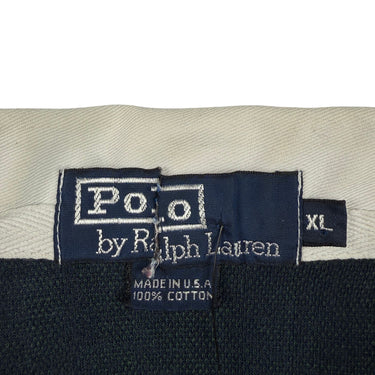 Polo
by Ralph Lauren
XL
MADE IN U.S.A
100% COTTON